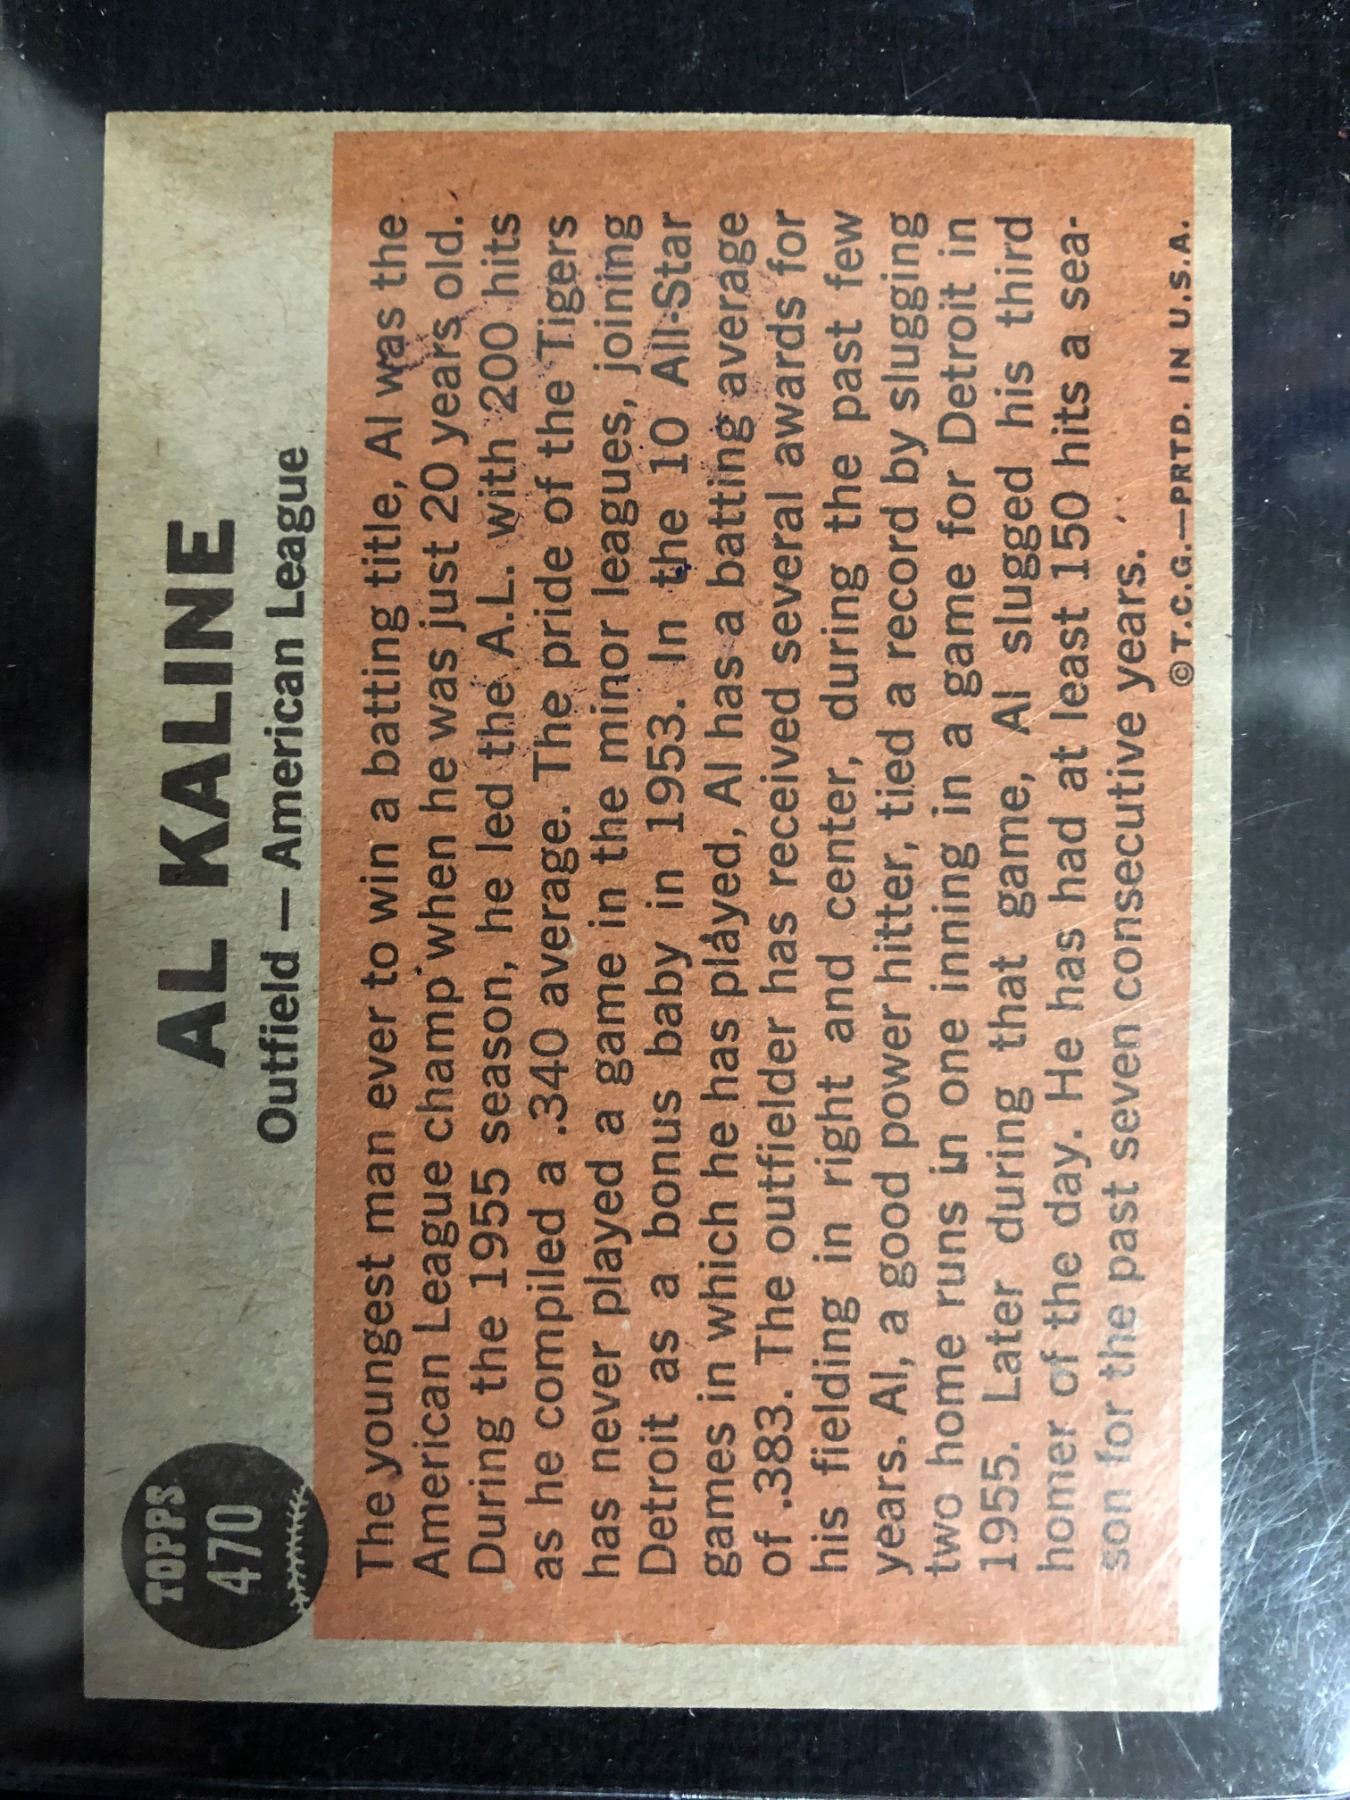 TOPPS
470
AL KALINE
Outfield — American League
The youngest man ever to win a batting title, Al was the
American League champ when he was just 20 years old.
During the 1955 season, he led the A.L. with 200 hits
as he compiled a .340 average. The pride of the Tigers
has never played a game in the minor leagues, joining
Detroit as a bonus baby in 1953. In the 10 All-Star
games in which he has played, Al has a batting average
of .383. The outfielder has received several awards for
his fielding in right and center, during the past few
years. Al, a good power hitter, tied a record by slugging
two home runs in one inning in a game for Detroit in
1955. Later during that game, Al slugged his third
homer of the day. He has had at least 150 hits a sea-
son for the past seven consecutive years.
© T.C.G.—PRTD. IN U.S.A.